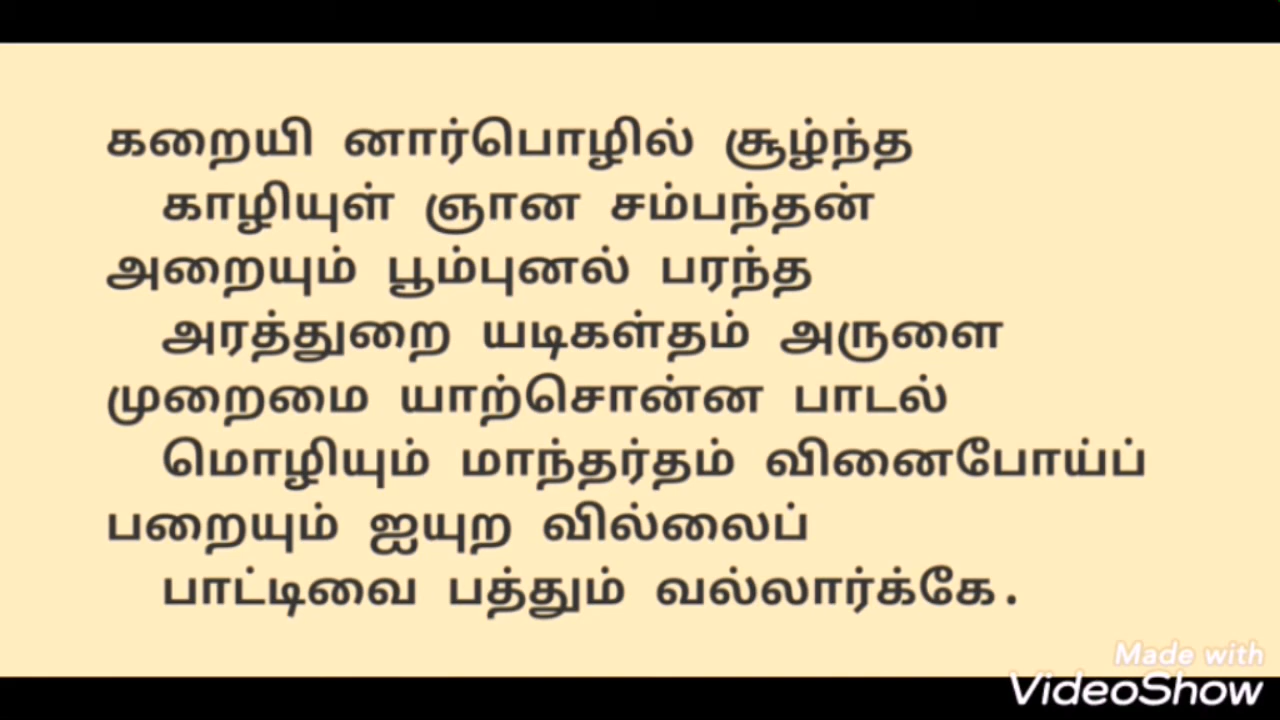 கறையி னார்பொழில் சூழ்ந்த
காழியுள் ஞான சம்பந்தன்
அறையும் பூம்புனல் பரந்த
அரத்துறை யடிகள்தம் அருளை
முறைமை யாற்சொன்ன பாடல்
மொழியும் மாந்தர்தம் வினைபோய்ப்
பறையும் ஐயுற வில்லைப்
பாட்டிவை பத்தும் வல்லார்க்கே.
Made with
VideoShow